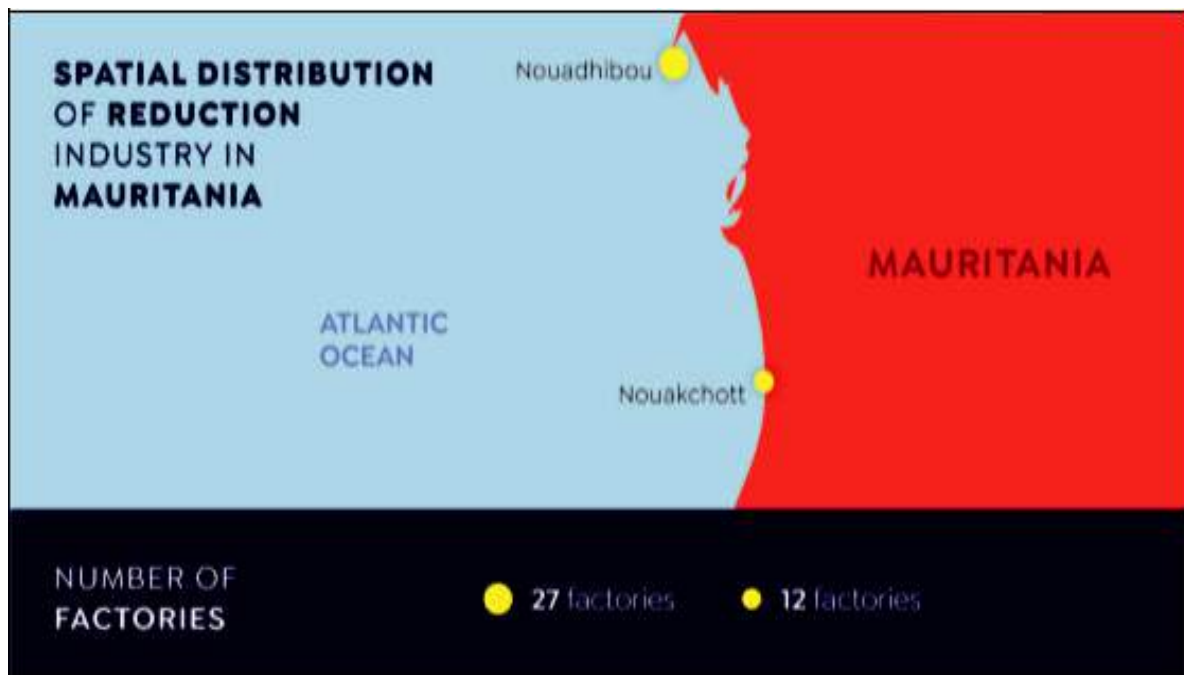 SPATIAL DISTRIBUTION
OF REDUCTION
INDUSTRY IN
MAURITANIA
Nouadhibou
MAURITANIA
ATLANTIC
OCEAN
Nouakchott
NUMBER OF
FACTORIES
27 factories
12 factories